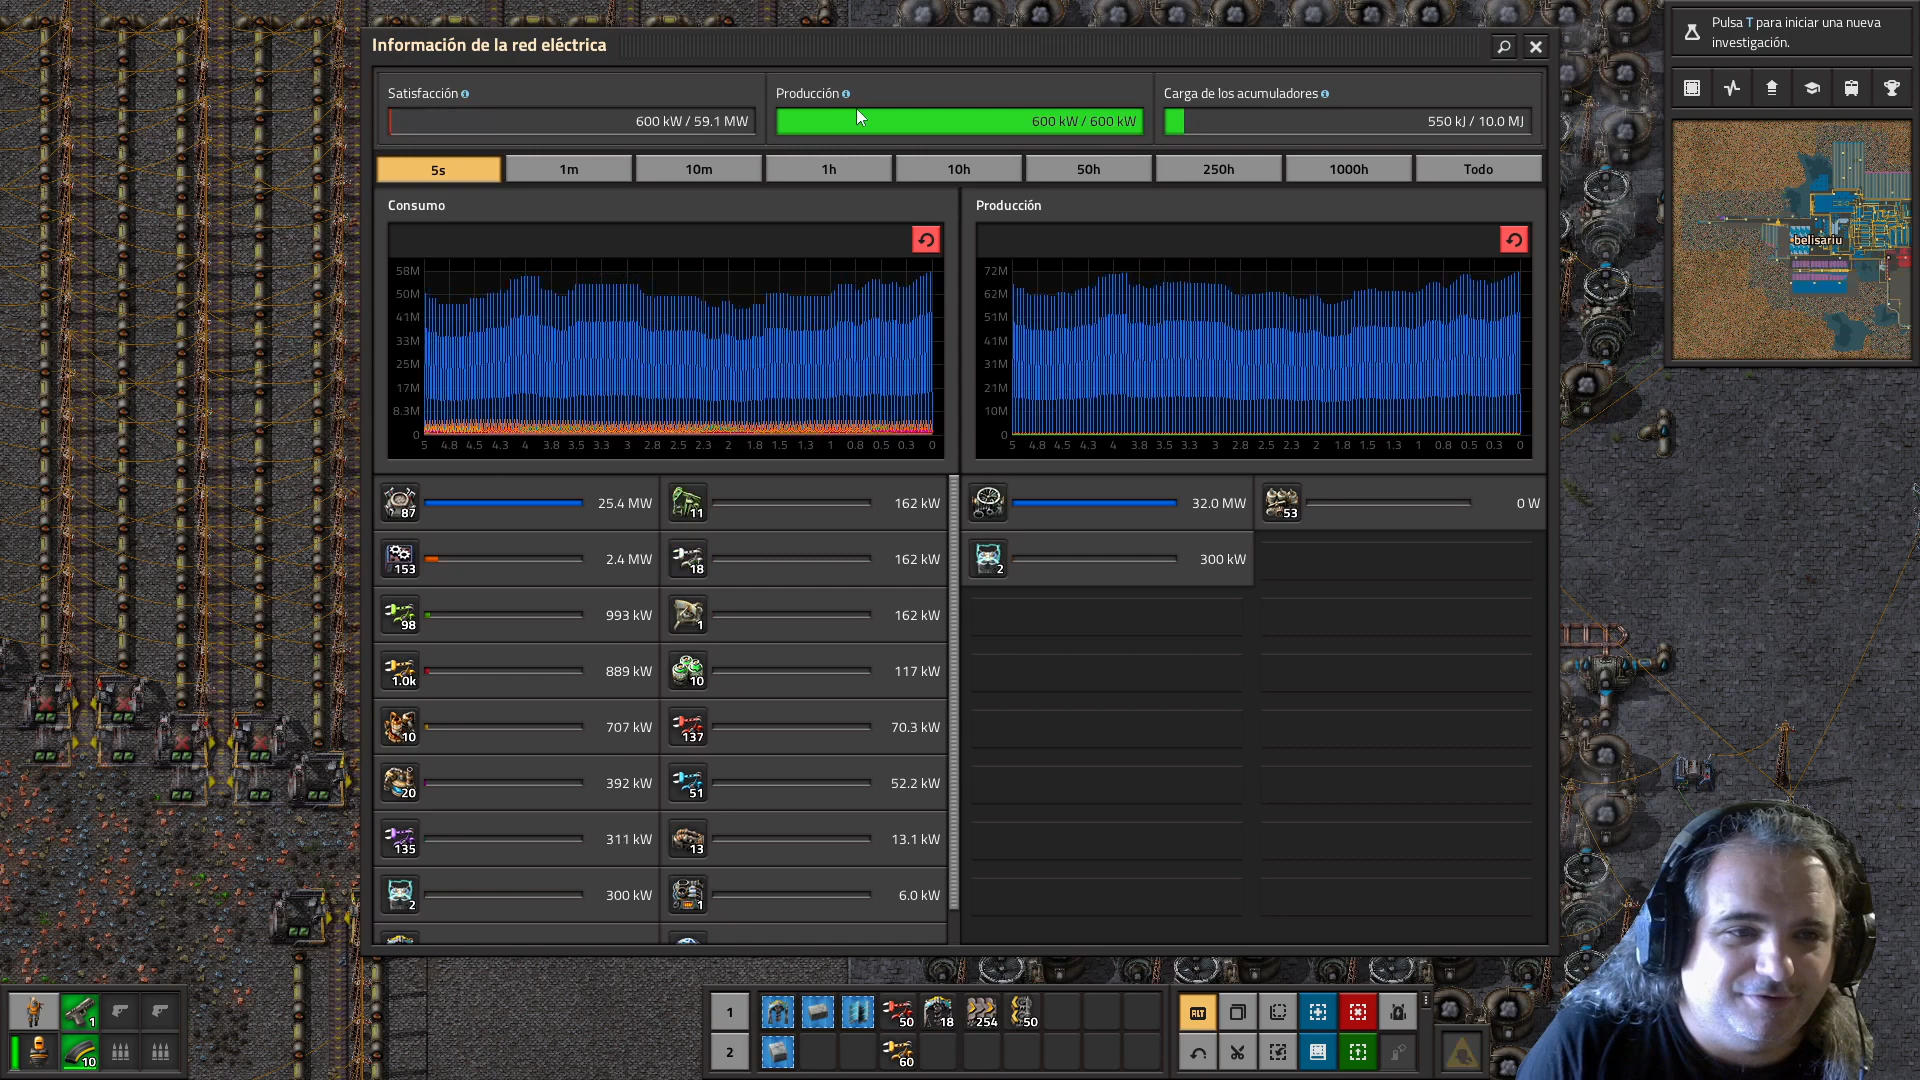 Información de la red eléctrica
Pulsa T para iniciar una nueva
investigación.
Satisfacción
600 kW / 59.1 MW
Producción
600 kW / 600 kW
Carga de los acumuladores
550 kJ / 10.0 MJ
5s 1m 10m 1h 10h 50h 250h 1000h Todo
Consumo
58M
50M
41M
33M
25M
17M
8.3M
0
5 4.8 4.5 4.3 4 3.8 3.5 3.3 3 2.8 2.5 2.3 2 1.8 1.5 1.3 1 0.8 0.5 0.3 0
Producción
72M
62M
51M
41M
31M
21M
10M
0
5 4.8 4.5 4.3 4 3.8 3.5 3.3 3 2.8 2.5 2.3 2 1.8 1.5 1.3 1 0.8 0.5 0.3 0
87 25.4 MW 11 162 kW
153 2.4 MW 18 162 kW
98 993 kW 1 162 kW
1.0k 889 kW 10 117 kW
10 707 kW 137 70.3 kW
20 392 kW 51 52.2 kW
135 311 kW 13 13.1 kW
2 300 kW 1 6.0 kW
32.0 MW 53 0 W
2 300 kW
belisariu
1
10
1 50 18 254 50
2 60
ALT